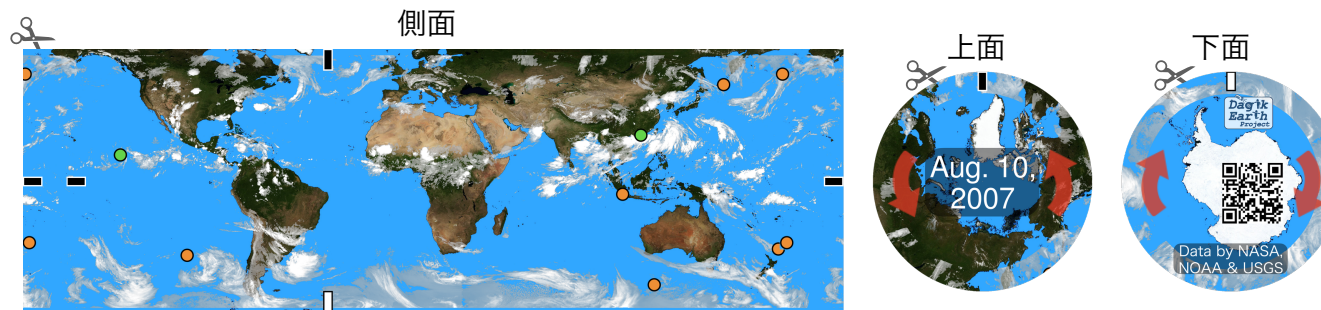 側面
上面
Aug. 10,
2007
下面
Dagik
Earth
Project
Data by NASA,
NOAA & USGS